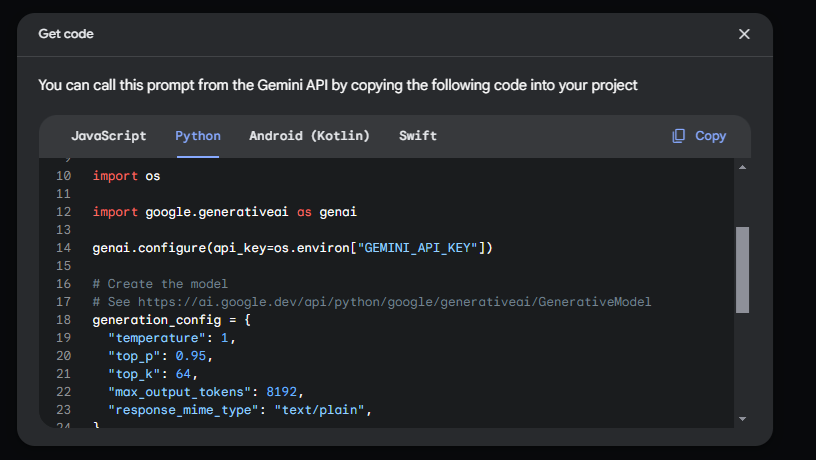 Get code
You can call this prompt from the Gemini API by copying the following code into your project
JavaScript Python Android (Kotlin) Swift Copy
10 import os
11
12 import google.generativeai as genai
13
14 genai.configure(api_key=os.environ["GEMINI_API_KEY"])
15
16 # Create the model
17 # See https://ai.google.dev/api/python/google/generativeai/GenerativeModel
18 generation_config = {
19 "temperature": 1,
20 "top_p": 0.95,
21 "top_k": 64,
22 "max_output_tokens": 8192,
23 "response_mime_type": "text/plain",
24 }